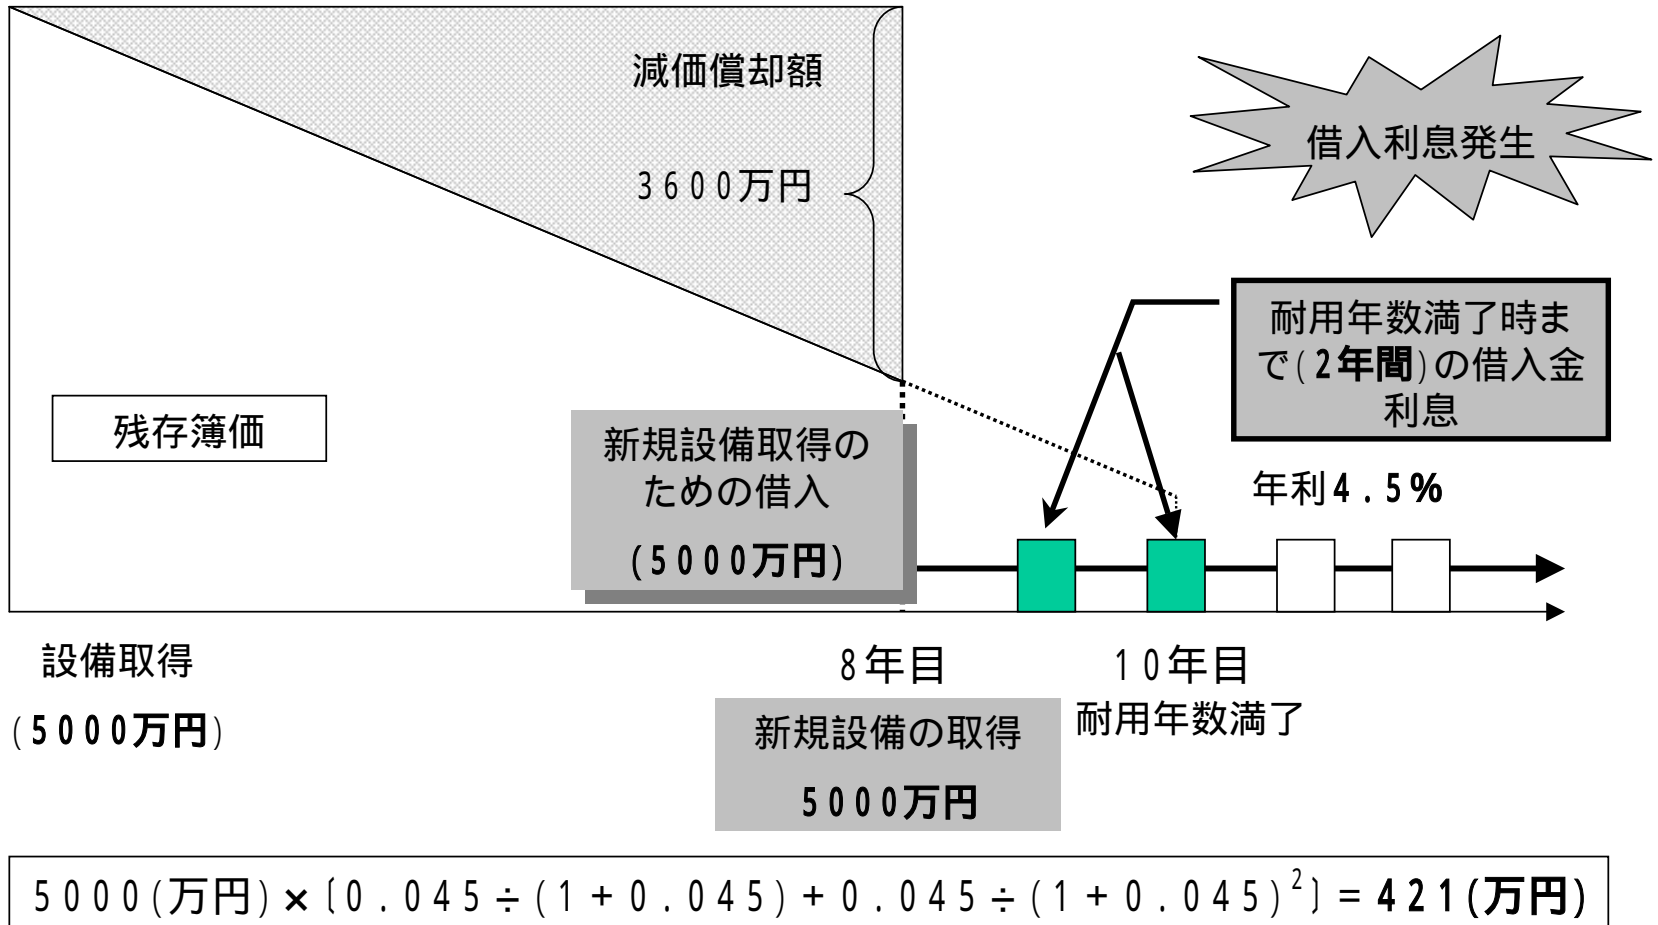 減価償却額
3600万円
借入利息発生
耐用年数満了時ま
で(2年間)の借入金
利息
年利4.5%
残存簿価
新規設備取得の
ための借入
(5000万円)
設備取得
(5000万円)
8年目
10年目
耐用年数満了
新規設備の取得
5000万円
5000(万円)×〔0.045÷(1+0.045)+0.045÷(1+0.045)²〕=421(万円)